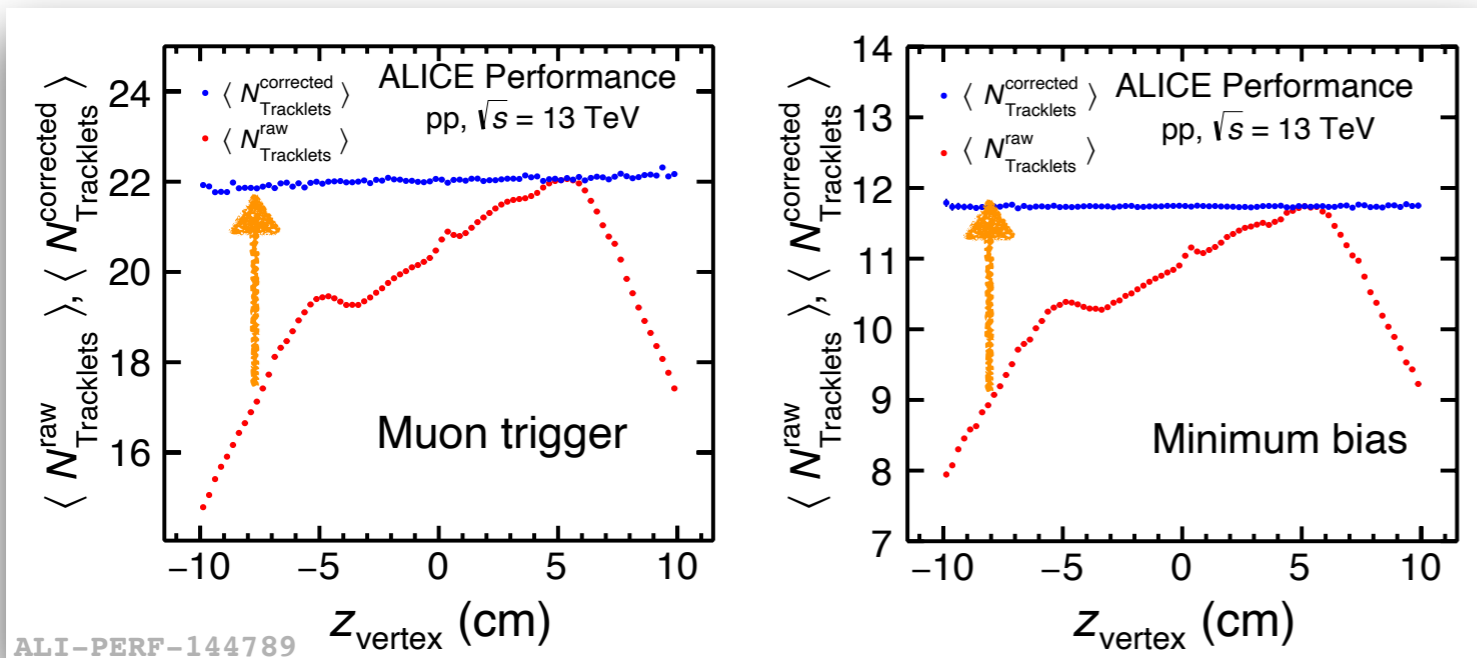 ⟨ N^raw_Tracklets ⟩, ⟨ N^corrected_Tracklets ⟩
24
22
20
18
16
⟨ N^corrected_Tracklets ⟩
⟨ N^raw_Tracklets ⟩
ALICE Performance
pp, √s = 13 TeV
Muon trigger
−10 −5 0 5 10
z_vertex (cm)
⟨ N^raw_Tracklets ⟩, ⟨ N^corrected_Tracklets ⟩
14
13
12
11
10
9
8
7
⟨ N^corrected_Tracklets ⟩
⟨ N^raw_Tracklets ⟩
ALICE Performance
pp, √s = 13 TeV
Minimum bias
−10 −5 0 5 10
z_vertex (cm)
ALI-PERF-144789